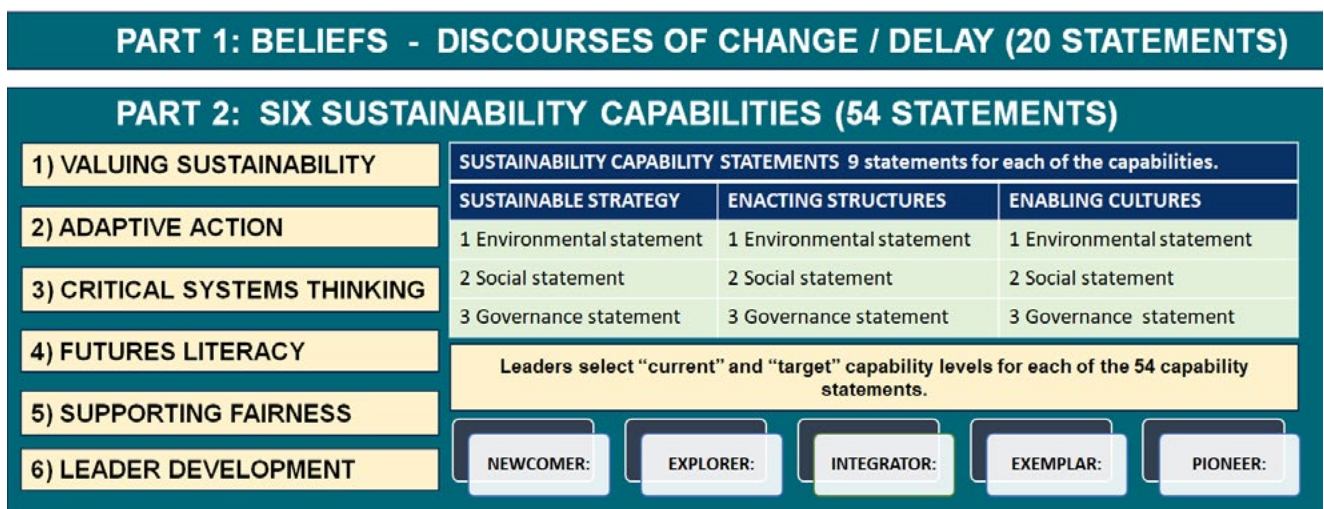 PART 1: BELIEFS - DISCOURSES OF CHANGE / DELAY (20 STATEMENTS)
PART 2: SIX SUSTAINABILITY CAPABILITIES (54 STATEMENTS)
1) VALUING SUSTAINABILITY
2) ADAPTIVE ACTION
3) CRITICAL SYSTEMS THINKING
4) FUTURES LITERACY
5) SUPPORTING FAIRNESS
6) LEADER DEVELOPMENT
SUSTAINABILITY CAPABILITY STATEMENTS 9 statements for each of the capabilities.
SUSTAINABLE STRATEGY ENACTING STRUCTURES ENABLING CULTURES
1 Environmental statement 1 Environmental statement 1 Environmental statement
2 Social statement 2 Social statement 2 Social statement
3 Governance statement 3 Governance statement 3 Governance statement
Leaders select “current” and “target” capability levels for each of the 54 capability
statements.
NEWCOMER: EXPLORER: INTEGRATOR: EXEMPLAR: PIONEER: